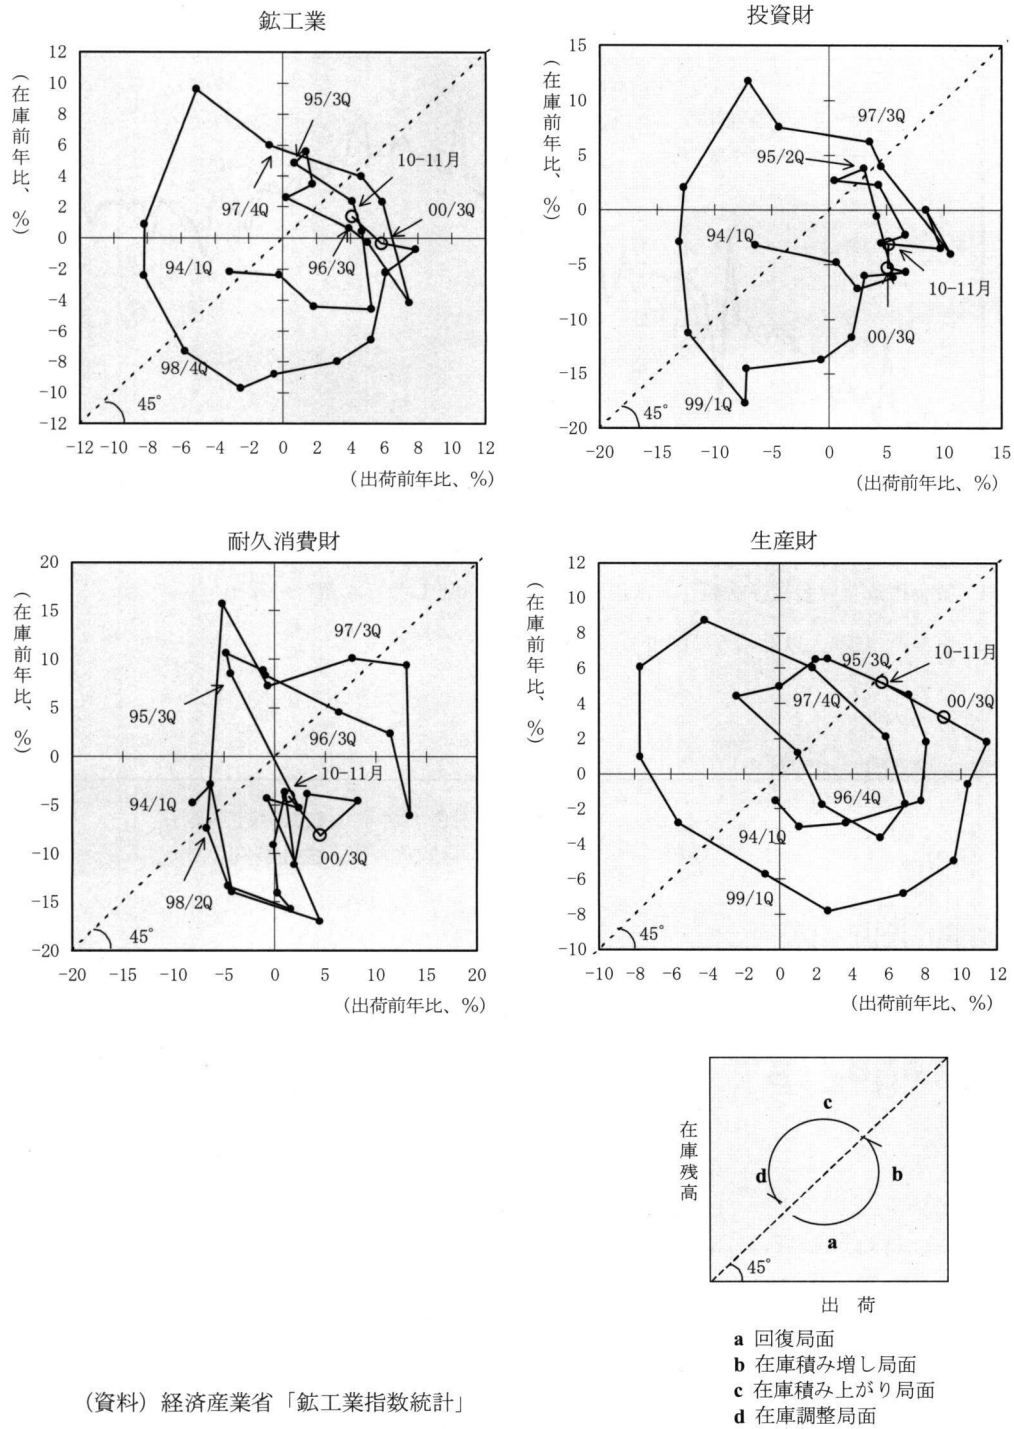 鉱工業
(在庫前年比、%)
12
10
8
6
4
2
0
-2
-4
-6
-8
-10
-12
95/3Q
10-11月
97/4Q
00/3Q
96/3Q
94/1Q
98/4Q
45°
-12 -10 -8 -6 -4 -2 0 2 4 6 8 10 12
(出荷前年比、%)
投資財
(在庫前年比、%)
15
10
5
0
-5
-10
-15
-20
97/3Q
95/2Q
94/1Q
10-11月
00/3Q
99/1Q
45°
-20 -15 -10 -5 0 5 10 15
(出荷前年比、%)
耐久消費財
(在庫前年比、%)
20
15
10
5
0
-5
-10
-15
-20
97/3Q
95/3Q
96/3Q
10-11月
94/1Q
00/3Q
98/2Q
45°
-20 -15 -10 -5 0 5 10 15 20
(出荷前年比、%)
生産財
(在庫前年比、%)
12
10
8
6
4
2
0
-2
-4
-6
-8
-10
95/3Q
10-11月
97/4Q
00/3Q
96/4Q
94/1Q
99/1Q
45°
-10 -8 -6 -4 -2 0 2 4 6 8 10 12
(出荷前年比、%)
在庫残高
c
d
b
a
45°
出 荷
a 回復局面
b 在庫積み増し局面
c 在庫積み上がり局面
d 在庫調整局面
(資料) 経済産業省「鉱工業指数統計」